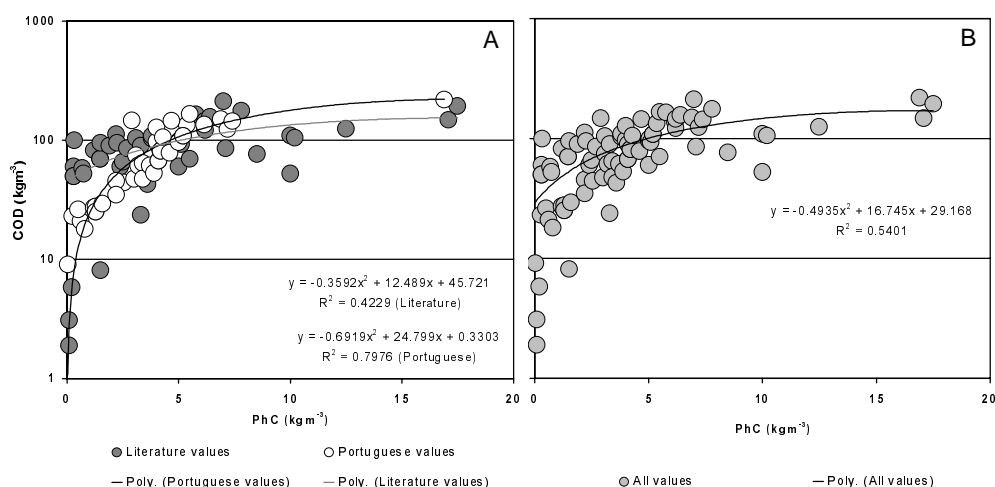 A
B
COD (kgm⁻³)
1000
100
10
1
y = -0.3592x² + 12.489x + 45.721
R² = 0.4229 (Literature)
y = -0.6919x² + 24.799x + 0.3303
R² = 0.7976 (Portuguese)
0 5 10 15 20
PhC (kgm⁻³)
Literature values
Portuguese values
Poly. (Portuguese values)
Poly. (Literature values)
y = -0.4935x² + 16.745x + 29.168
R² = 0.5401
0 5 10 15 20
PhC (kgm⁻³)
All values
Poly. (All values)